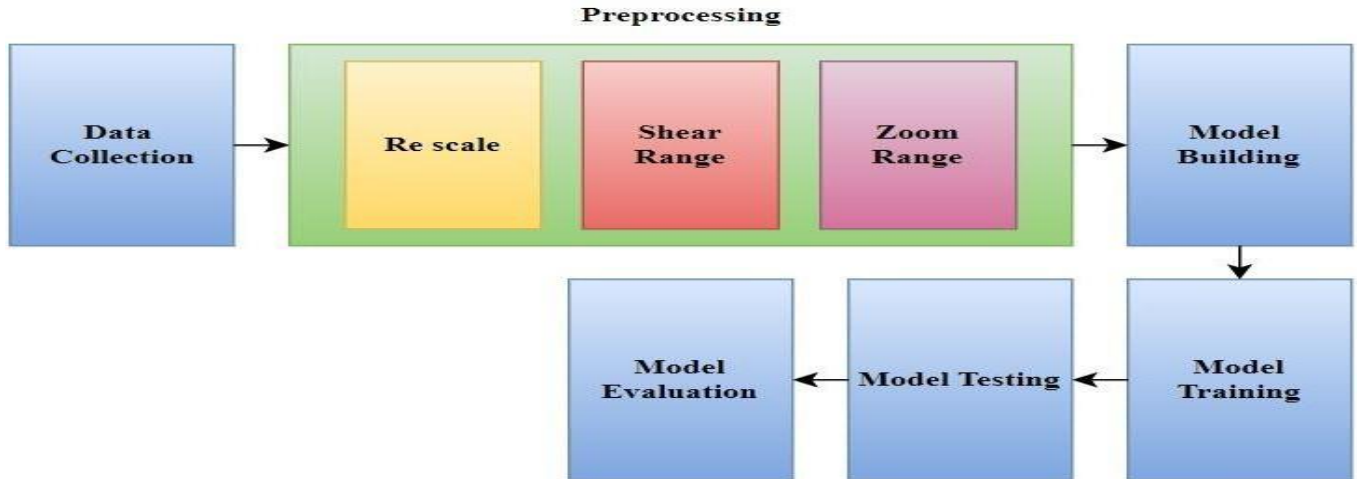 Preprocessing
Data
Collection
Re scale
Shear
Range
Zoom
Range
Model
Building
Model
Evaluation
Model Testing
Model
Training